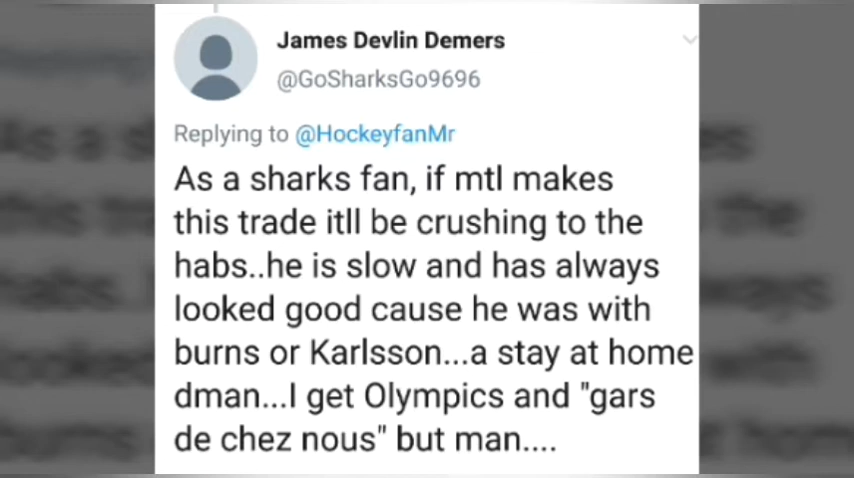 James Devlin Demers
@GoSharksGo9696
Replying to @HockeyfanMr
As a sharks fan, if mtl makes
this trade itll be crushing to the
habs..he is slow and has always
looked good cause he was with
burns or Karlsson...a stay at home
dman...I get Olympics and "gars
de chez nous" but man....